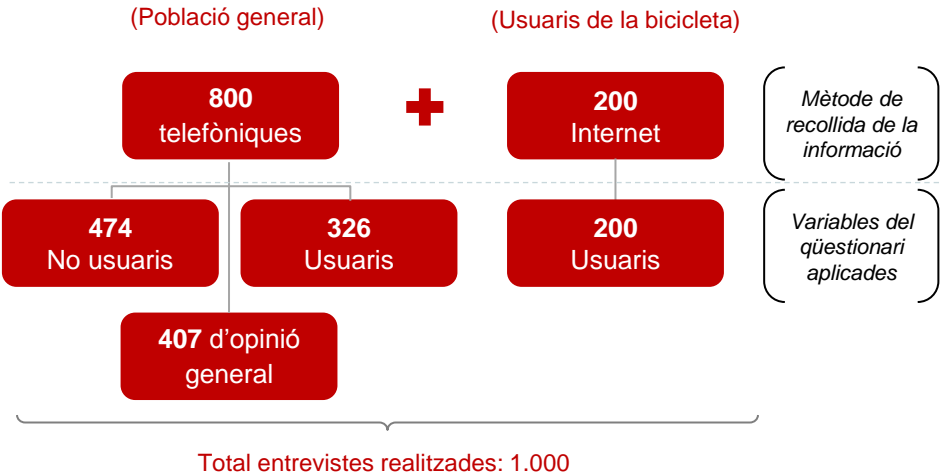 (Població general)
(Usuaris de la bicicleta)
800
telefòniques
200
Internet
Mètode de
recollida de la
informació
474
No usuaris
326
Usuaris
200
Usuaris
Variables del
qüestionari
aplicades
407 d’opinió
general
Total entrevistes realitzades: 1.000